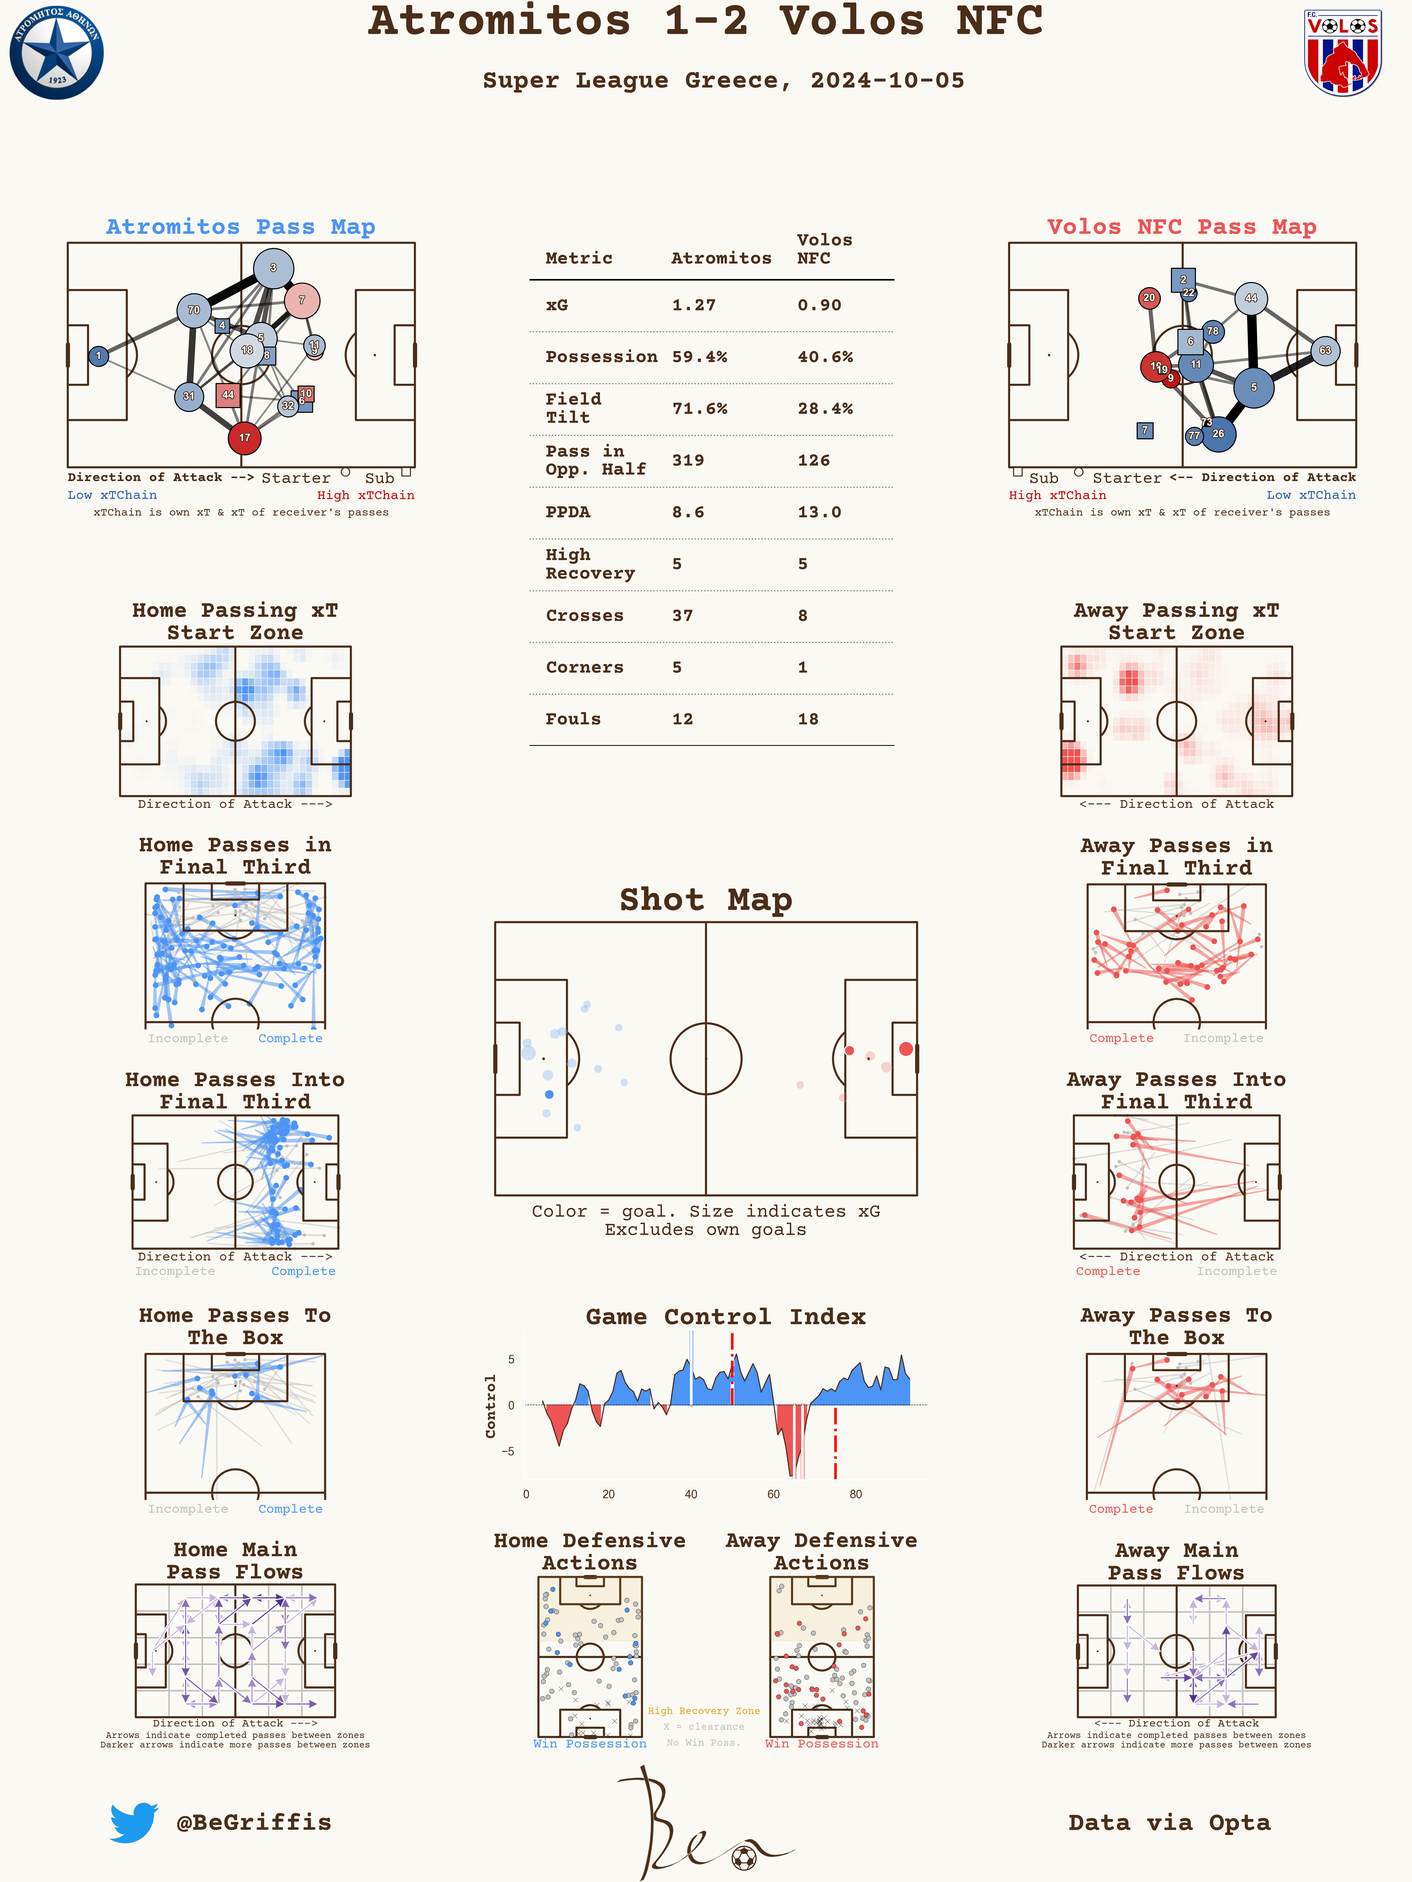 Atromitos 1-2 Volos NFC
Super League Greece, 2024-10-05
ΑΤΡΟΜΗΤΟΣ ΑΘΗΝΩΝ
1923
F.C.
VOLOS
Atromitos Pass Map
3
7
70
4
5
18
8
11
9
1
31
44
10
6
32
17
Direction of Attack --> Starter Sub
Low xTChain High xTChain
xTChain is own xT & xT of receiver's passes
Metric Atromitos Volos NFC
xG 1.27 0.90
Possession 59.4% 40.6%
Field Tilt 71.6% 28.4%
Pass in Opp. Half 319 126
PPDA 8.6 13.0
High Recovery 5 5
Crosses 37 8
Corners 5 1
Fouls 12 18
Volos NFC Pass Map
2
22
20
44
78
6
63
11
19
9
5
73
7
77
26
Sub Starter <-- Direction of Attack
High xTChain Low xTChain
xTChain is own xT & xT of receiver's passes
Home Passing xT
Start Zone
Direction of Attack --->
Away Passing xT
Start Zone
<--- Direction of Attack
Home Passes in
Final Third
Incomplete Complete
Shot Map
Color = goal. Size indicates xG
Excludes own goals
Away Passes in
Final Third
Complete Incomplete
Home Passes Into
Final Third
Direction of Attack --->
Incomplete Complete
Away Passes Into
Final Third
<--- Direction of Attack
Complete Incomplete
Home Passes To
The Box
Incomplete Complete
Game Control Index
Control
5
0
−5
0 20 40 60 80
Away Passes To
The Box
Complete Incomplete
Home Main
Pass Flows
Direction of Attack --->
Arrows indicate completed passes between zones
Darker arrows indicate more passes between zones
Home Defensive
Actions
Win Possession
High Recovery Zone
X = clearance
No Win Poss.
Away Defensive
Actions
Win Possession
Away Main
Pass Flows
<--- Direction of Attack
Arrows indicate completed passes between zones
Darker arrows indicate more passes between zones
@BeGriffis
Ben
Data via Opta